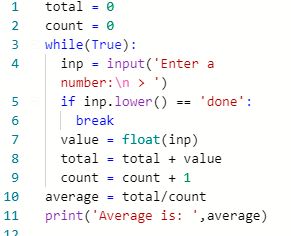 1 total = 0
2 count = 0
3 while(True):
4 inp = input('Enter a
number:\n > ')
5 if inp.lower() == 'done':
6 break
7 value = float(inp)
8 total = total + value
9 count = count + 1
10 average = total/count
11 print('Average is: ',average)
12